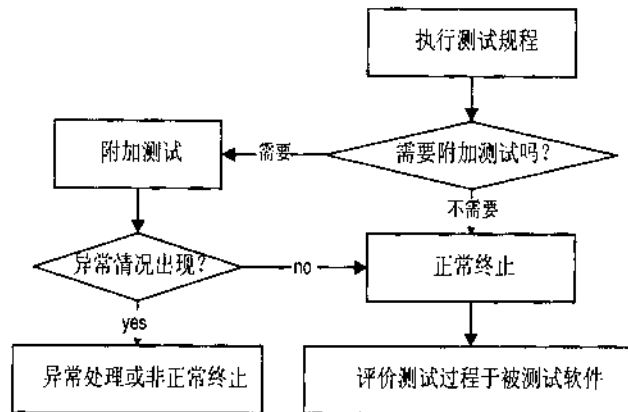 执行测试规程
附加测试
需要
需要附加测试吗?
不需要
异常情况出现?
no
正常终止
yes
异常处理或非正常终止
评价测试过程于被测试软件